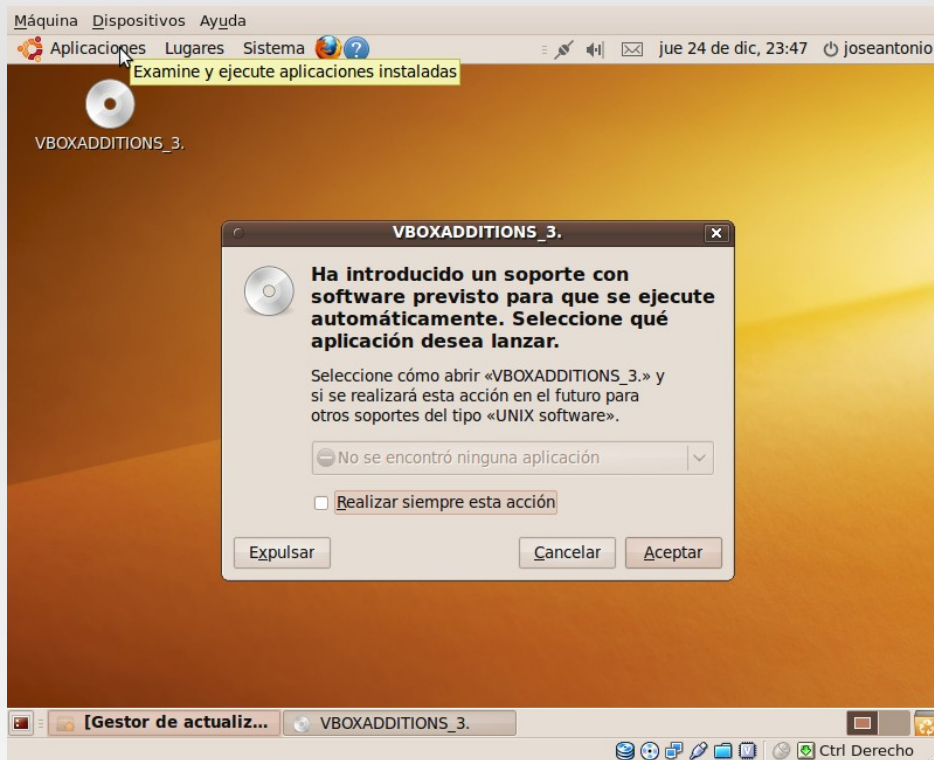 Máquina Dispositivos Ayuda
Aplicaciones Lugares Sistema jue 24 de dic, 23:47 joseantonio
Examine y ejecute aplicaciones instaladas
VBOXADDITIONS_3.
VBOXADDITIONS_3.
Ha introducido un soporte con
software previsto para que se ejecute
automáticamente. Seleccione qué
aplicación desea lanzar.
Seleccione cómo abrir «VBOXADDITIONS_3.» y
si se realizará esta acción en el futuro para
otros soportes del tipo «UNIX software».
No se encontró ninguna aplicación
Realizar siempre esta acción
Expulsar Cancelar Aceptar
[Gestor de actualiz... VBOXADDITIONS_3.
Ctrl Derecho